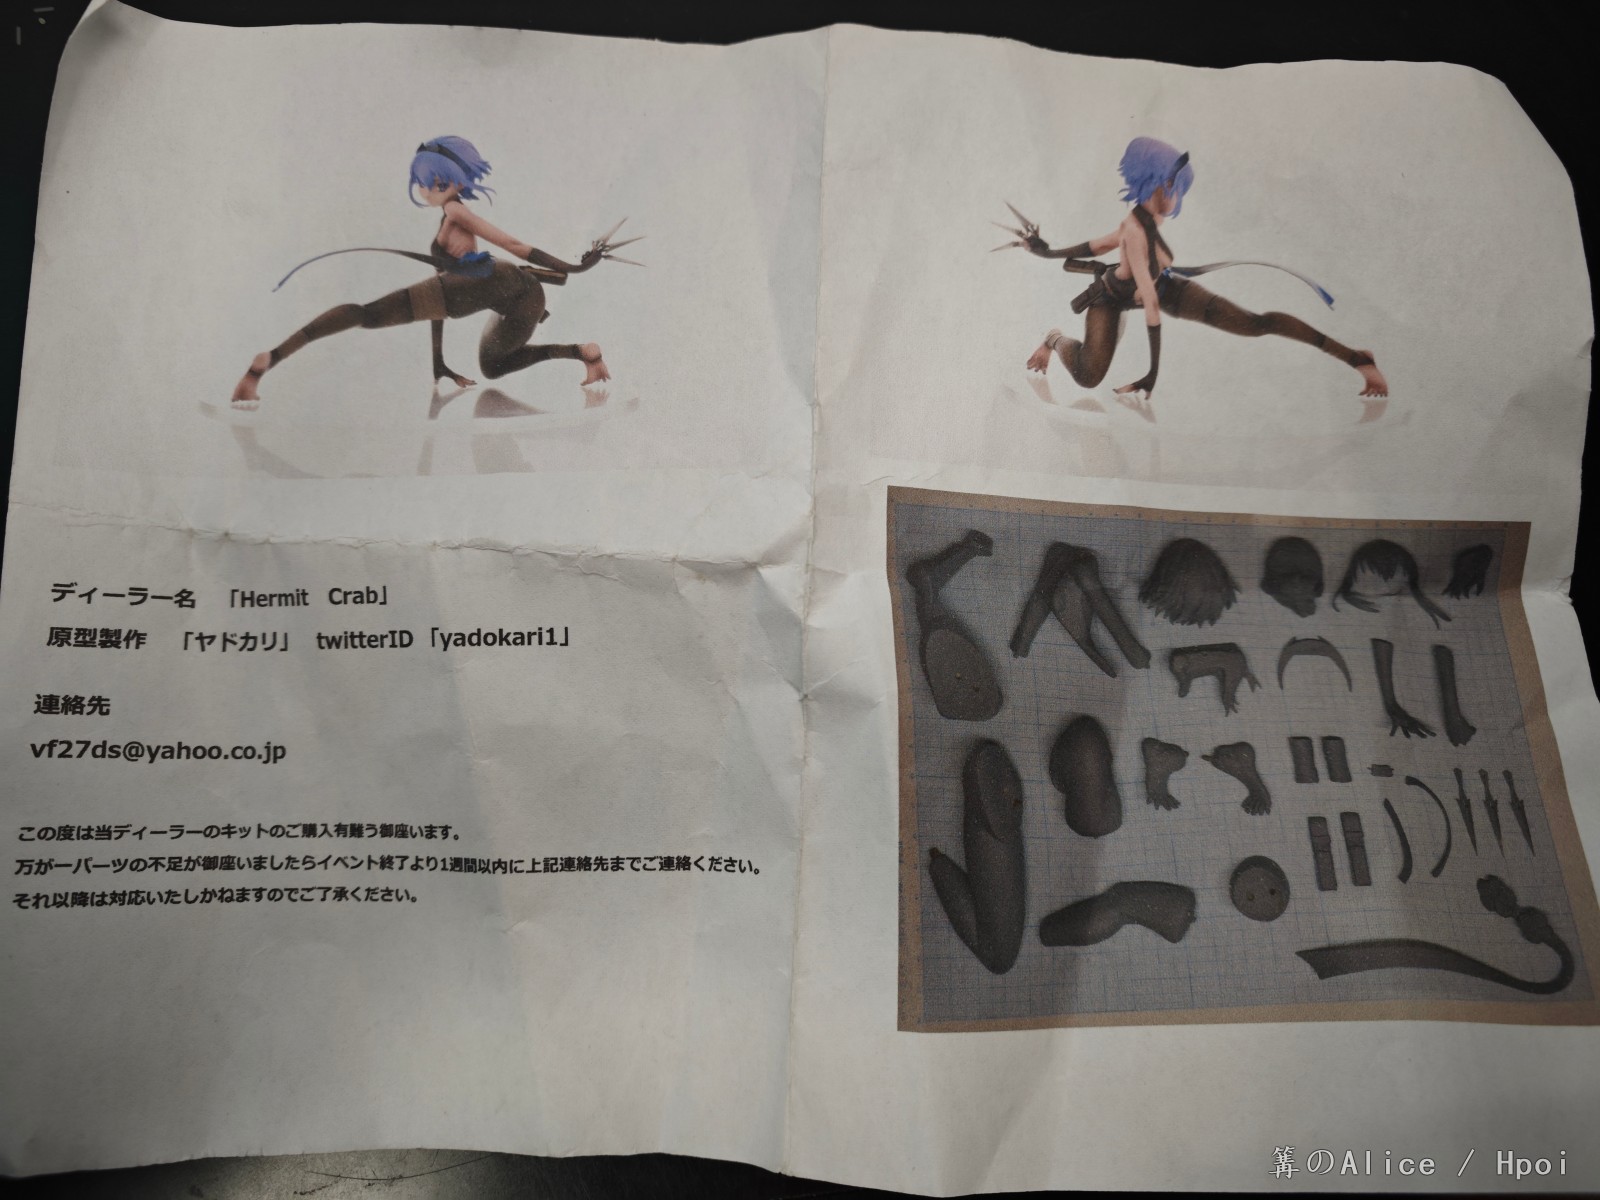 ディーラー名　「Hermit　Crab」
原型製作　「ヤドカリ」　twitterID「yadokari1」
連絡先
vf27ds@yahoo.co.jp
この度は当ディーラーのキットのご購入有難う御座います。
万が一パーツの不足が御座いましたらイベント終了より1週間以内に上記連絡先までご連絡ください。
それ以降は対応いたしかねますのでご了承ください。
篝のAlice / Hpoi